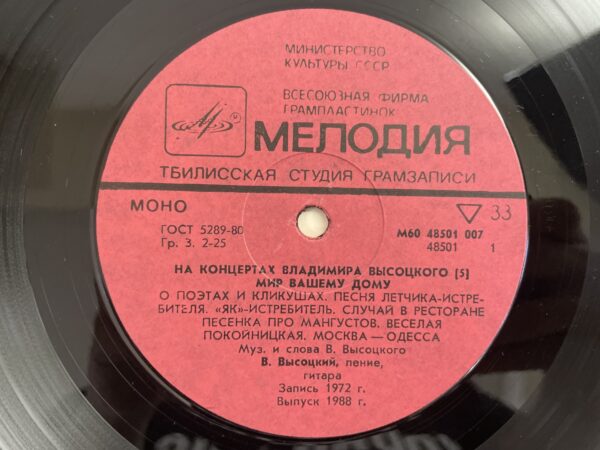 МИНИСТЕРСТВО
КУЛЬТУРЫ СССР
ВСЕСОЮЗНАЯ ФИРМА
ГРАМПЛАСТИНОК
МЕЛОДИЯ
ТБИЛИССКАЯ СТУДИЯ ГРАМЗАПИСИ
МОНО
33
ГОСТ 5289-80
М60 48501 007
Гр. 3. 2-25
48501 1
НА КОНЦЕРТАХ ВЛАДИМИРА ВЫСОЦКОГО [5]
МИР ВАШЕМУ ДОМУ
О ПОЭТАХ И КЛИКУШАХ. ПЕСНЯ ЛЕТЧИКА-ИСТРЕ-
БИТЕЛЯ. «ЯК»-ИСТРЕБИТЕЛЬ. СЛУЧАЙ В РЕСТОРАНЕ
ПЕСЕНКА ПРО МАНГУСТОВ. ВЕСЕЛАЯ
ПОКОЙНИЦКАЯ. МОСКВА — ОДЕССА
Муз. и слова В. Высоцкого
В. Высоцкий, пение,
гитара
Запись 1972 г.
Выпуск 1988 г.